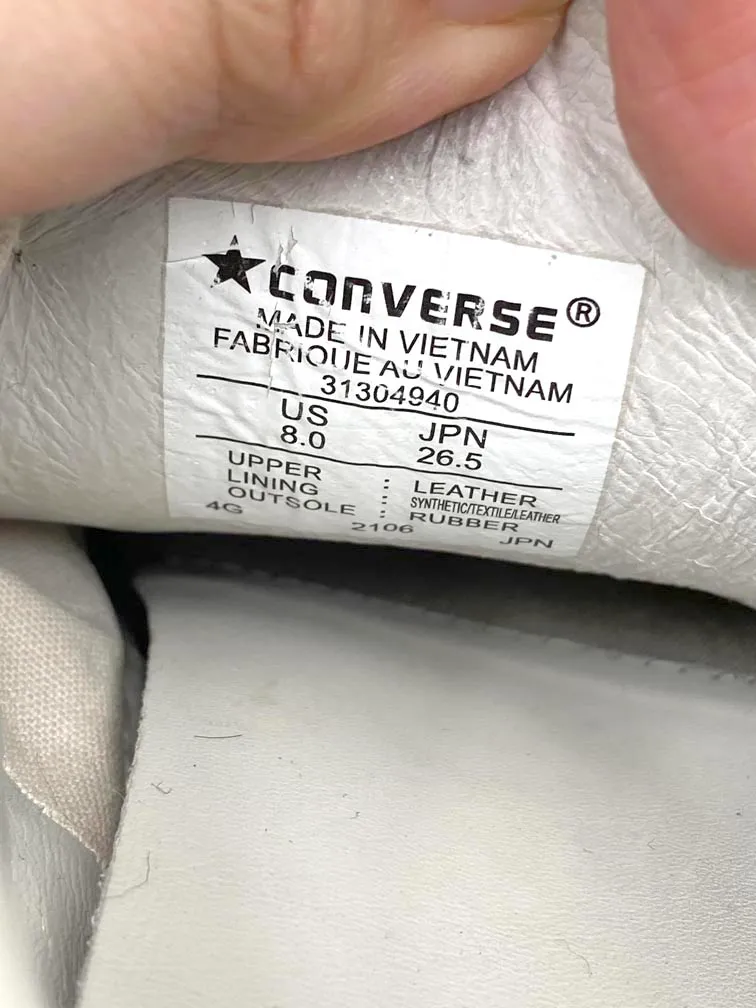 ★CONVERSE®
MADE IN VIETNAM
FABRIQUE AU VIETNAM
31304940
US JPN
8.0 26.5
UPPER : LEATHER
LINING : SYNTHETIC/TEXTILE/LEATHER
OUTSOLE : RUBBER
4G 2106 JPN